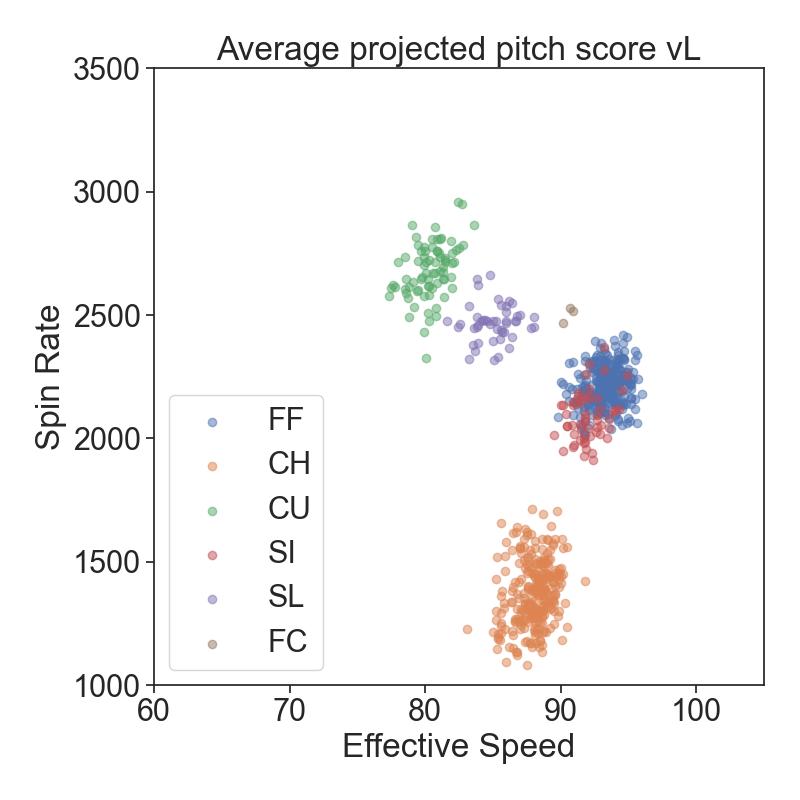 Average projected pitch score vL
3500
3000
2500
2000
1500
1000
Spin Rate
FF
CH
CU
SI
SL
FC
60 70 80 90 100
Effective Speed